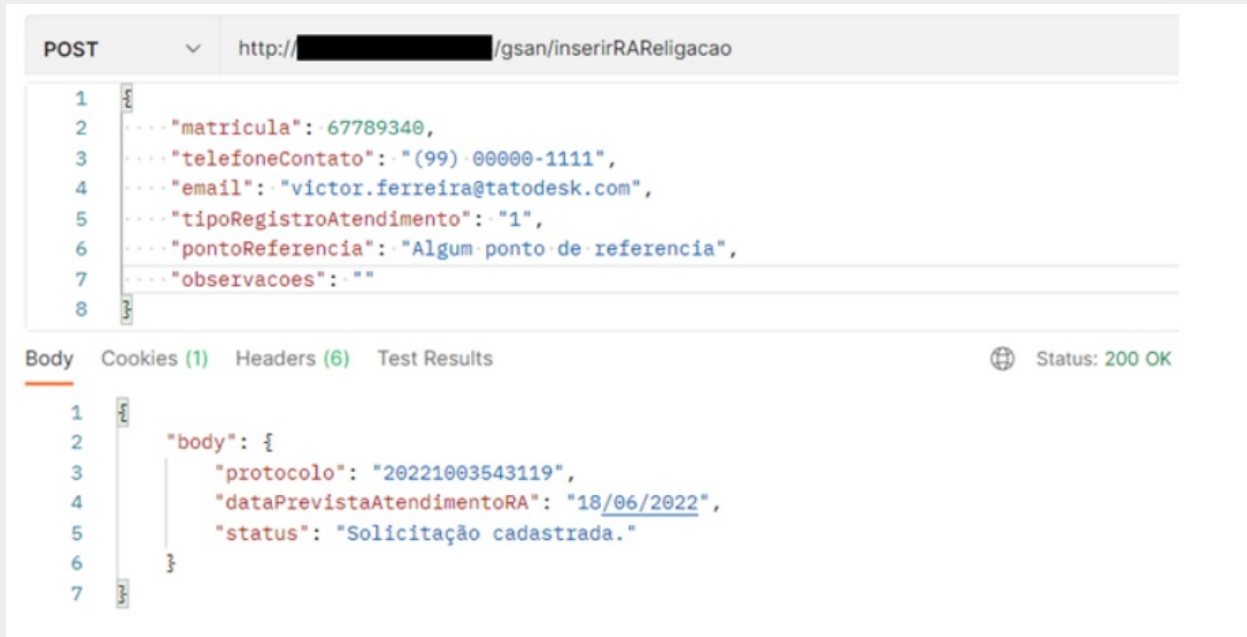 POST http:// /gsan/inserirRAReligacao
1 {
2 "matricula": 67789340,
3 "telefoneContato": "(99) 00000-1111",
4 "email": "victor.ferreira@tatodesk.com",
5 "tipoRegistroAtendimento": "1",
6 "pontoReferencia": "Algum ponto de referencia",
7 "observacoes": ""
8 }
Body Cookies (1) Headers (6) Test Results Status: 200 OK
1 {
2 "body": {
3 "protocolo": "20221003543119",
4 "dataPrevistaAtendimentoRA": "18/06/2022",
5 "status": "Solicitação cadastrada."
6 }
7 }